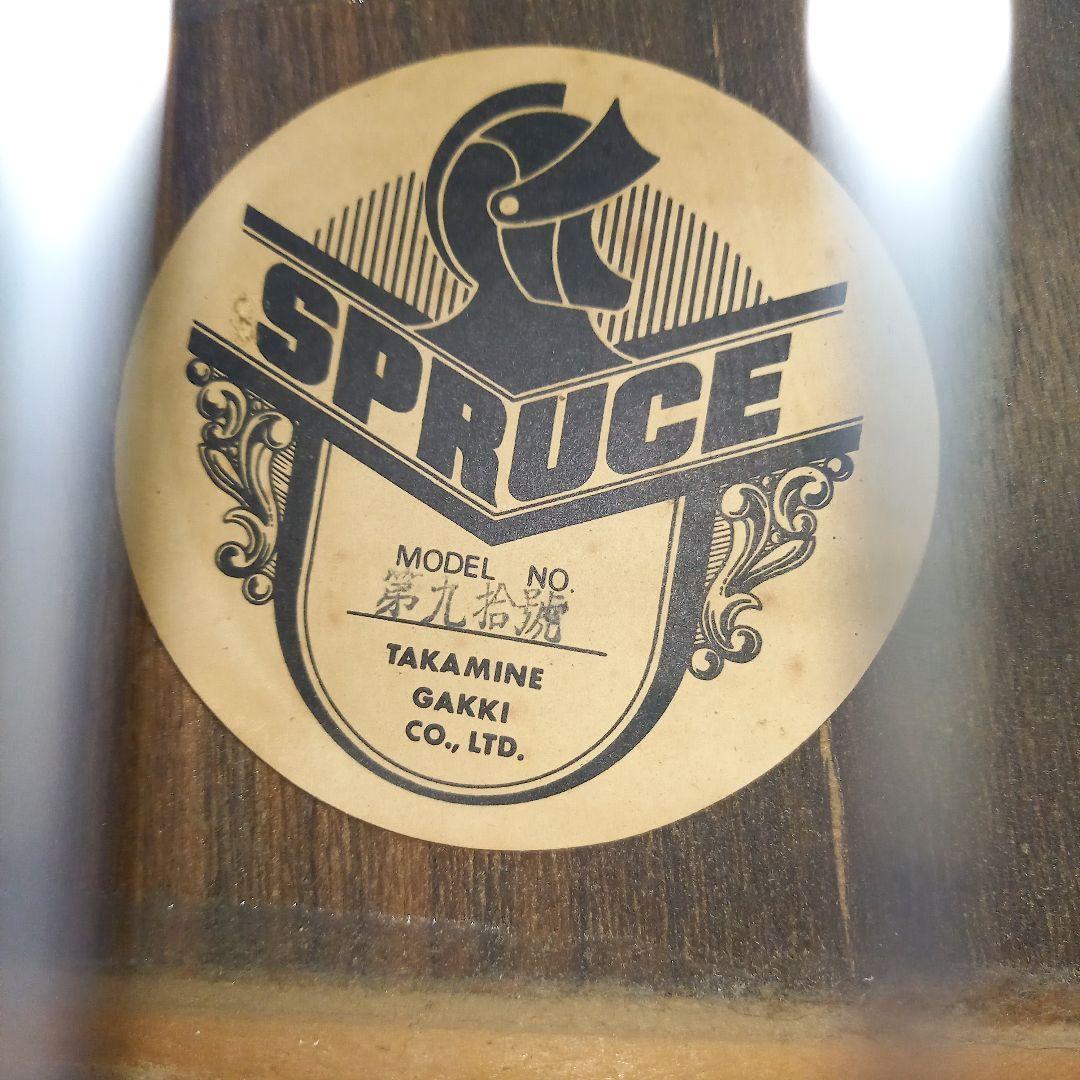 SPRUCE
MODEL NO.
第九拾號
TAKAMINE
GAKKI
CO., LTD.